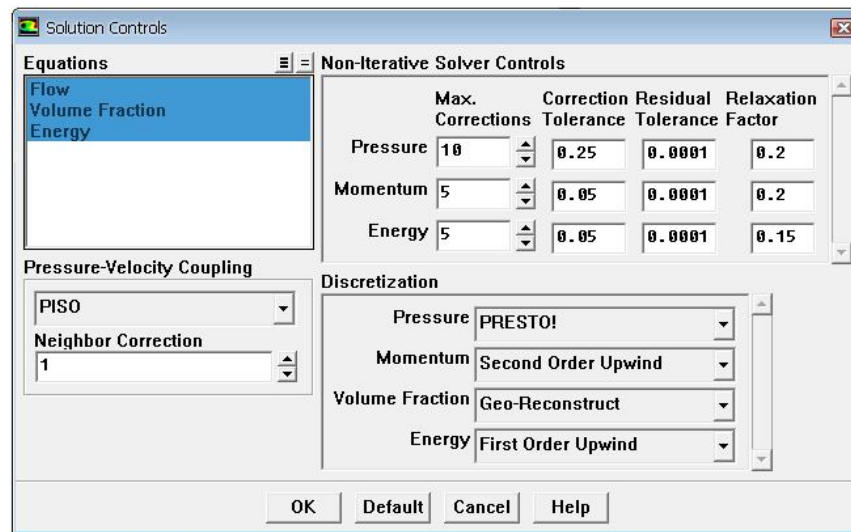 Solution Controls
Equations
Flow
Volume Fraction
Energy
Pressure-Velocity Coupling
PISO
Neighbor Correction
1
Non-Iterative Solver Controls
Max. Correction Residual Relaxation
Corrections Tolerance Tolerance Factor
Pressure 10 0.25 0.0001 0.2
Momentum 5 0.05 0.0001 0.2
Energy 5 0.05 0.0001 0.15
Discretization
Pressure PRESTO!
Momentum Second Order Upwind
Volume Fraction Geo-Reconstruct
Energy First Order Upwind
OK Default Cancel Help